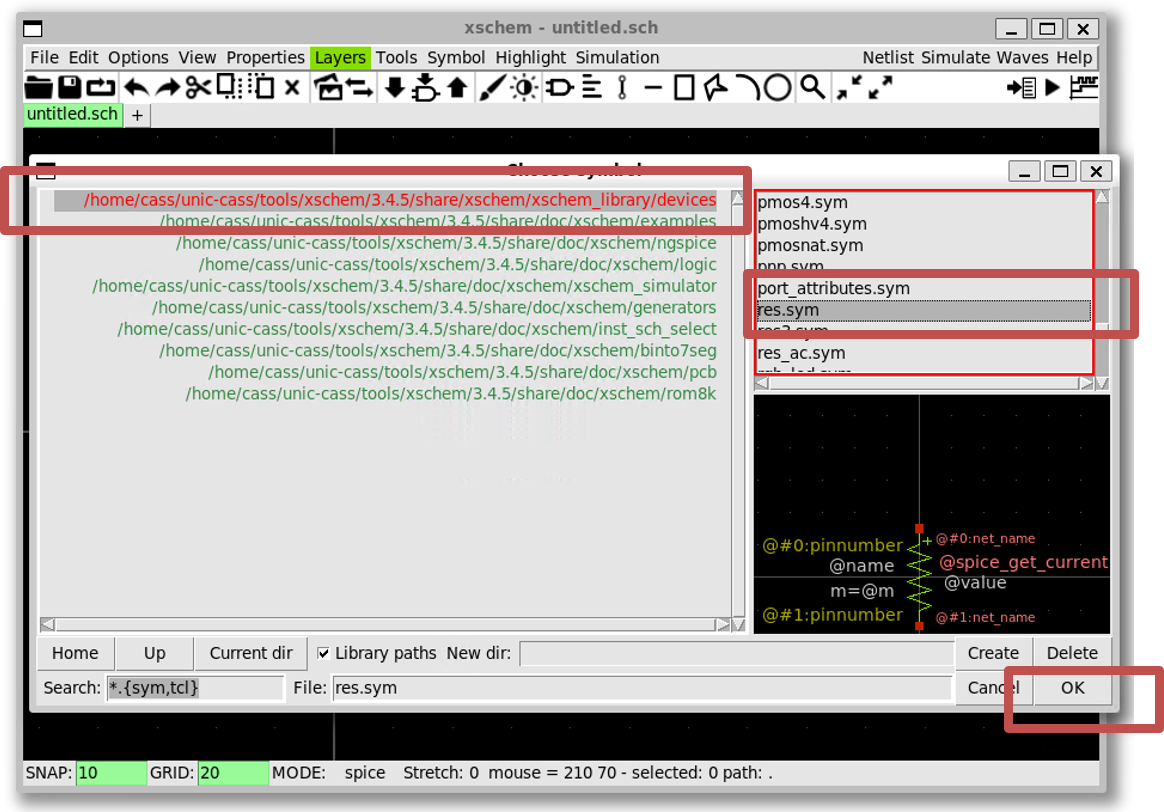 xschem - untitled.sch
File Edit Options View Properties Layers Tools Symbol Highlight Simulation Netlist Simulate Waves Help
untitled.sch +
/home/cass/unic-cass/tools/xschem/3.4.5/share/xschem/xschem_library/devices
/home/cass/unic-cass/tools/xschem/3.4.5/share/doc/xschem/examples
/home/cass/unic-cass/tools/xschem/3.4.5/share/doc/xschem/ngspice
/home/cass/unic-cass/tools/xschem/3.4.5/share/doc/xschem/logic
/home/cass/unic-cass/tools/xschem/3.4.5/share/doc/xschem/xschem_simulator
/home/cass/unic-cass/tools/xschem/3.4.5/share/doc/xschem/generators
/home/cass/unic-cass/tools/xschem/3.4.5/share/doc/xschem/inst_sch_select
/home/cass/unic-cass/tools/xschem/3.4.5/share/doc/xschem/binto7seg
/home/cass/unic-cass/tools/xschem/3.4.5/share/doc/xschem/pcb
/home/cass/unic-cass/tools/xschem/3.4.5/share/doc/xschem/rom8k
pmos4.sym
pmoshv4.sym
pmosnat.sym
pnp.sym
port_attributes.sym
res.sym
res3.sym
res_ac.sym
@#0:pinnumber + @#0:net_name
@name @spice_get_current
@value
m=@m
@#1:pinnumber @#1:net_name
Home Up Current dir Library paths New dir: Create Delete
Search: *.{sym,tcl} File: res.sym Cancel OK
SNAP: 10 GRID: 20 MODE: spice Stretch: 0 mouse = 210 70 - selected: 0 path: .